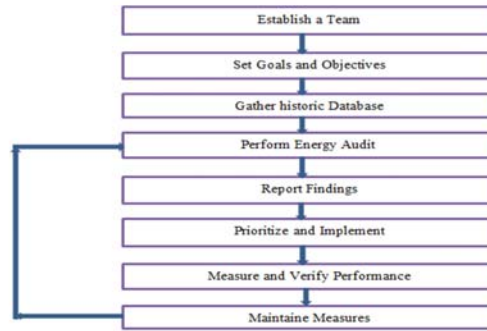 Establish a Team
Set Goals and Objectives
Gather historic Database
Perform Energy Audit
Report Findings
Prioritize and Implement
Measure and Verify Performance
Maintaine Measures